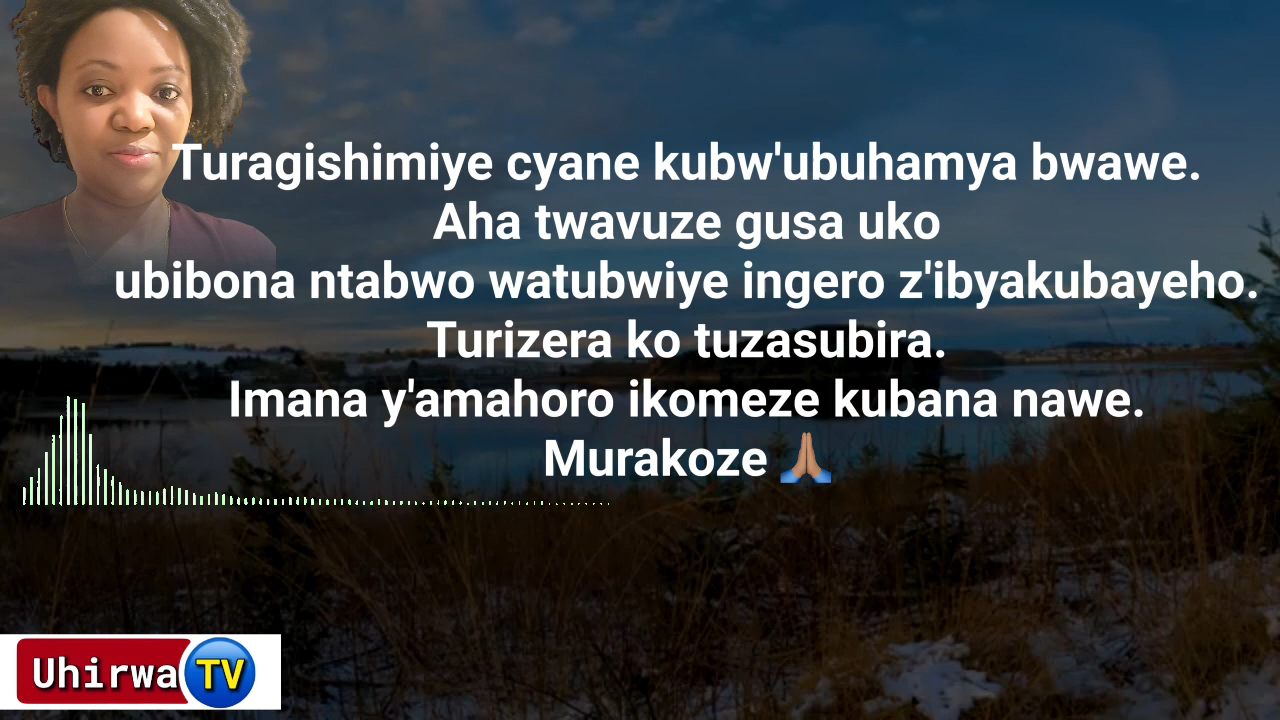 Turagishimiye cyane kubw'ubuhamya bwawe.
Aha twavuze gusa uko
ubibona ntabwo watubwiye ingero z'ibyakubayeho.
Turizera ko tuzasubira.
Imana y'amahoro ikomeze kubana nawe.
Murakoze 🙏🏽
Uhirwa TV